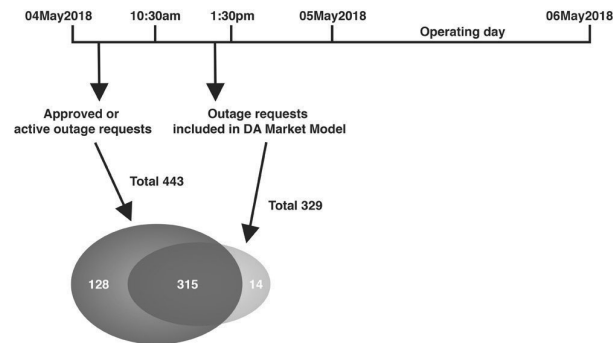 04May2018 10:30am 1:30pm 05May2018 06May2018
Operating day
Approved or
active outage requests
Outage requests
included in DA Market Model
Total 443
Total 329
128 315 14